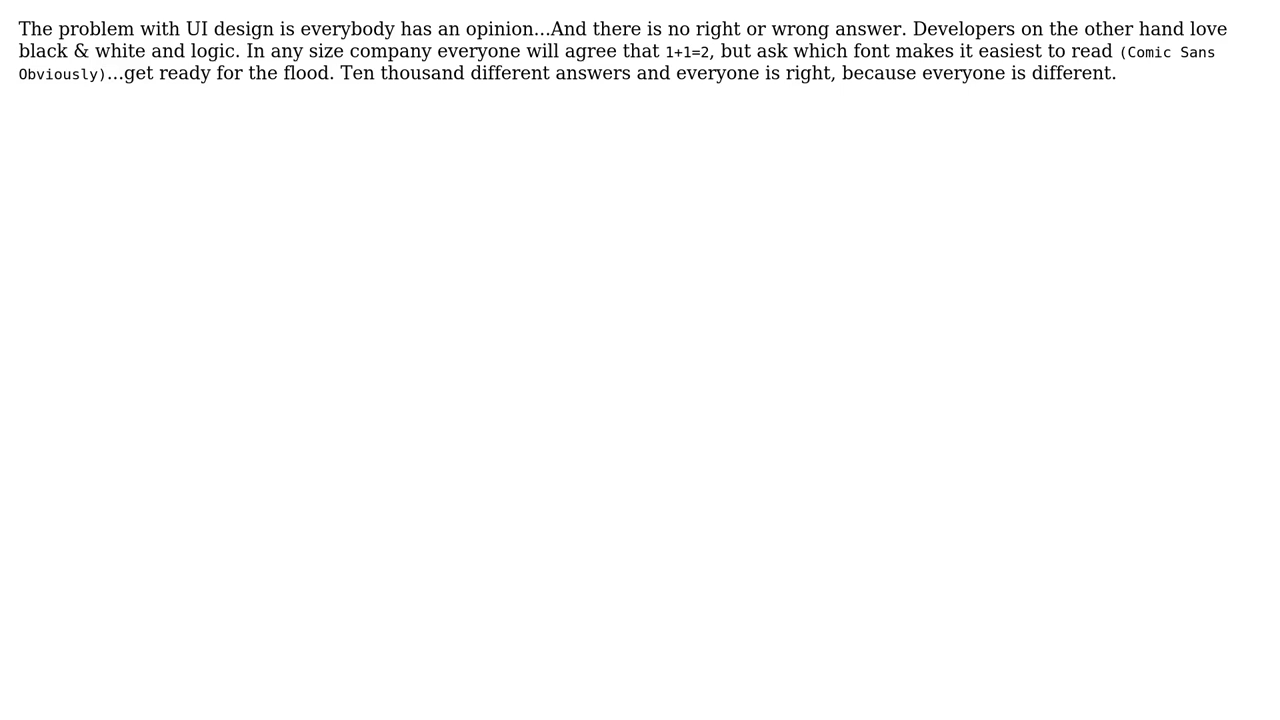 The problem with UI design is everybody has an opinion...And there is no right or wrong answer. Developers on the other hand love
black & white and logic. In any size company everyone will agree that 1+1=2, but ask which font makes it easiest to read (Comic Sans
Obviously)...get ready for the flood. Ten thousand different answers and everyone is right, because everyone is different.